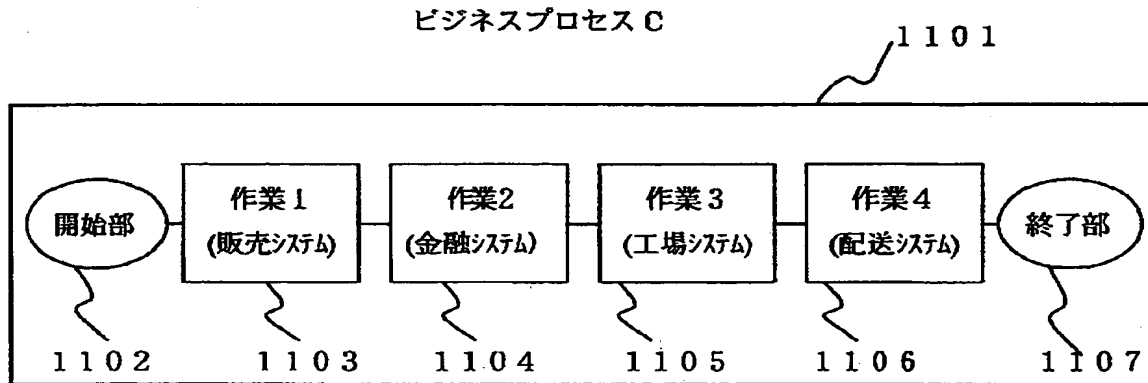 ビジネスプロセスC
1101
開始部
作業1
(販売システム)
作業2
(金融システム)
作業3
(工場システム)
作業4
(配送システム)
終了部
1102
1103
1104
1105
1106
1107